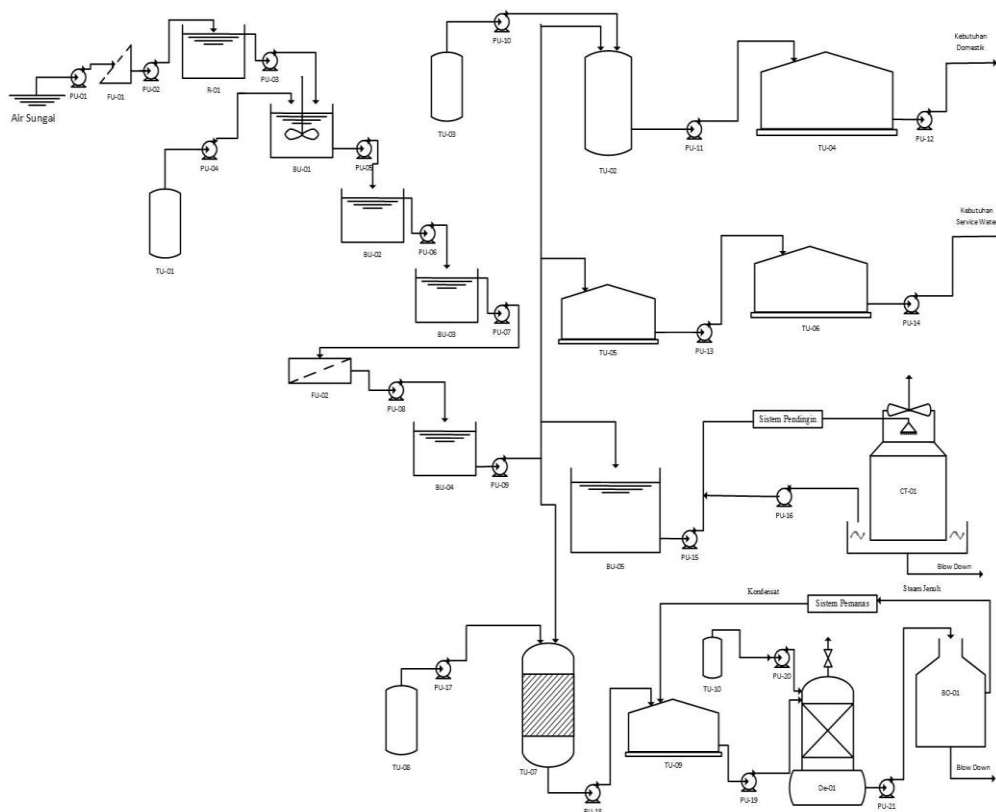 PU-10
PU-01
FU-01
PU-02
R-01
PU-03
Air Sungai
PU-04
BU-01
PU-05
TU-01
BU-02
PU-06
BU-03
PU-07
FU-02
PU-08
BU-04
PU-09
TU-03
TU-02
PU-11
TU-04
PU-12
Kebutuhan
Domestik
TU-05
PU-13
TU-06
PU-14
Kebutuhan
Service Water
BU-05
PU-15
Sistem Pendingin
PU-16
CT-01
Blow Down
Kondensat
Sistem Pemanas
Steam Jenuh
PU-17
TU-08
TU-07
PU-18
TU-09
TU-10
PU-20
PU-19
De-01
PU-21
BO-01
Blow Down